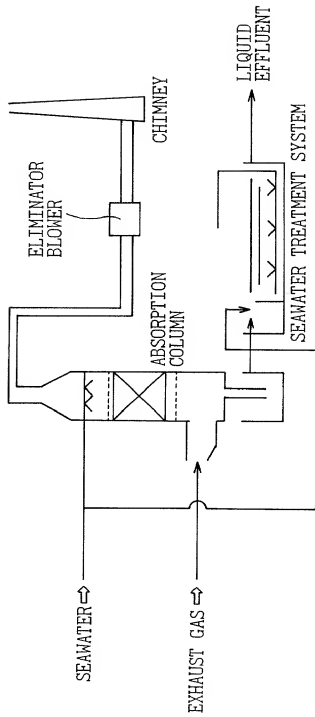 CHIMNEY
ELIMINATOR
BLOWER
ABSORPTION
COLUMN
SEAWATER
EXHAUST GAS
LIQUID
EFFLUENT
SEAWATER TREATMENT SYSTEM